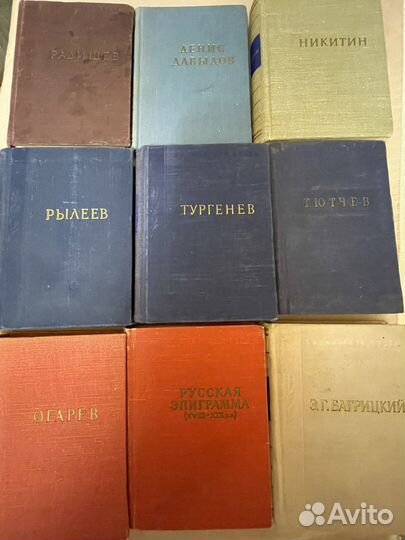 РАДИЩЕВ
ДЕНИС
ДАВЫДОВ
НИКИТИН
РЫЛЕЕВ
ТУРГЕНЕВ
ТЮТЧЕВ
ОГАРЕВ
РУССКАЯ
ЭПИГРАММА
(XVIII-XIX вв)
Э.Г. БАГРИЦКИЙ
Avito